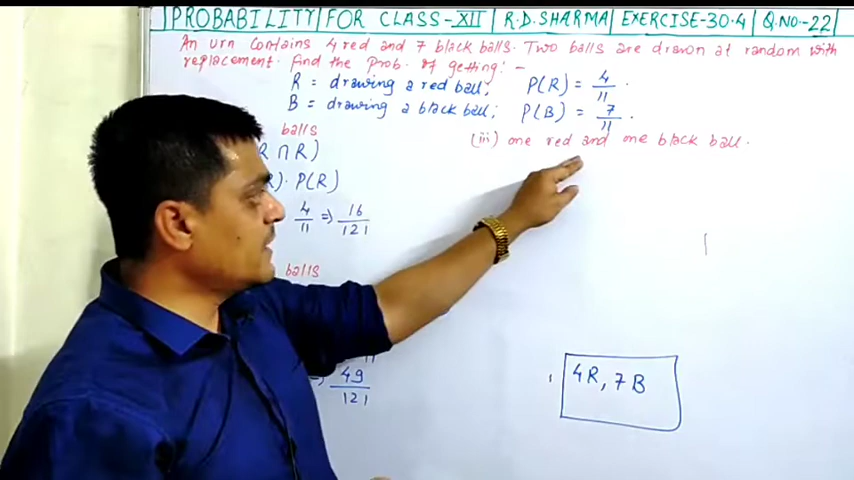 PROBABILITY FOR CLASS-XII R.D.SHARMA EXERCISE-30.4 Q.NO.-22
An urn contains 4 red and 7 black balls. Two balls are drawn at random with
replacement. find the prob. of getting:-
R = drawing a red ball; P(R) = 4/11.
B = drawing a black ball; P(B) = 7/11.
balls
R ∩ R)
(iii) one red and one black ball.
). P(R)
4/11 => 16/121
balls
49/121
4R, 7B